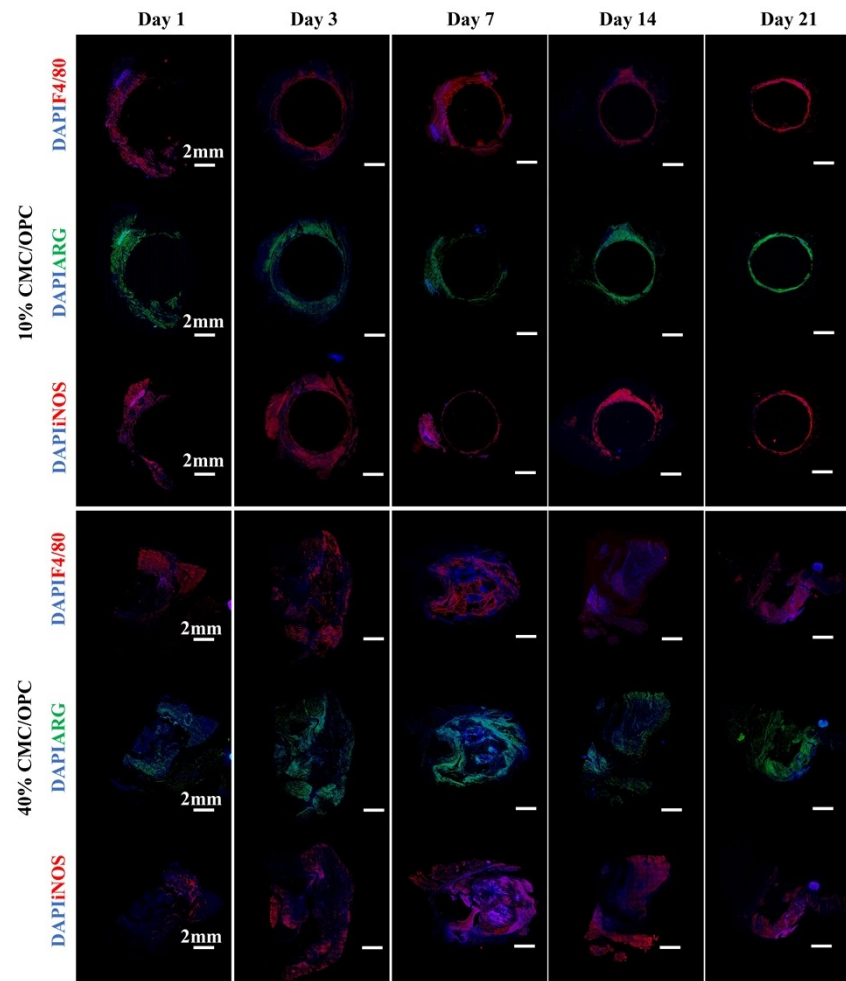 Day 1 Day 3 Day 7 Day 14 Day 21
10% CMC/OPC
DAPIF4/80
2mm
DAPIARG
2mm
DAPIiNOS
2mm
40% CMC/OPC
DAPIF4/80
2mm
DAPIARG
2mm
DAPIiNOS
2mm